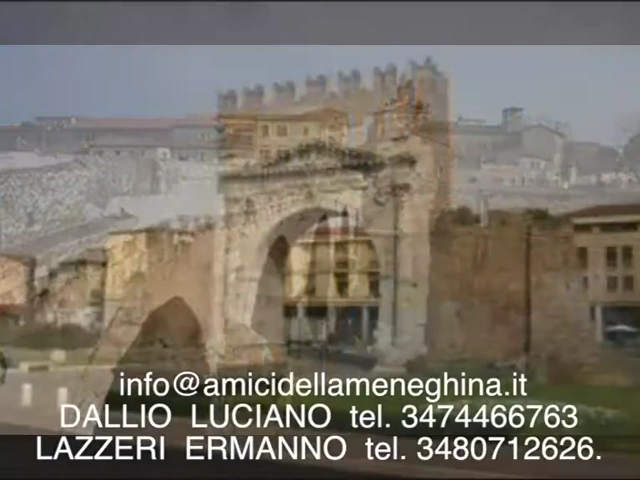 info@amicidellameneghina.it
DALLIO LUCIANO tel. 3474466763
LAZZERI ERMANNO tel. 3480712626.